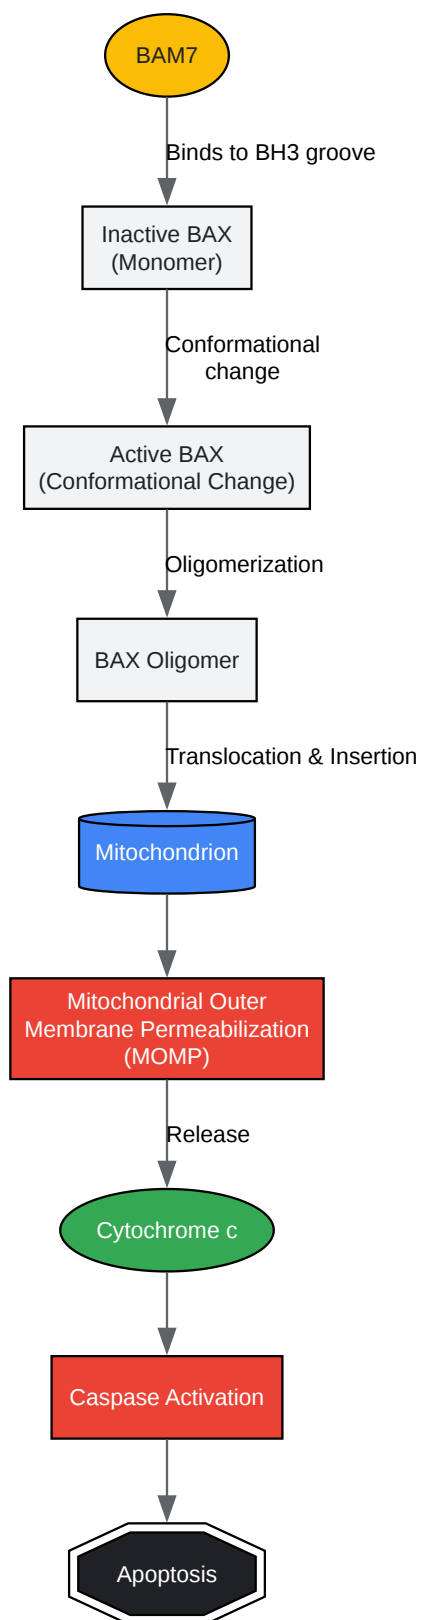 BAM7
Binds to BH3 groove
Inactive BAX
(Monomer)
Conformational
change
Active BAX
(Conformational Change)
Oligomerization
BAX Oligomer
Translocation & Insertion
Mitochondrion
Mitochondrial Outer
Membrane Permeabilization
(MOMP)
Release
Cytochrome c
Caspase Activation
Apoptosis